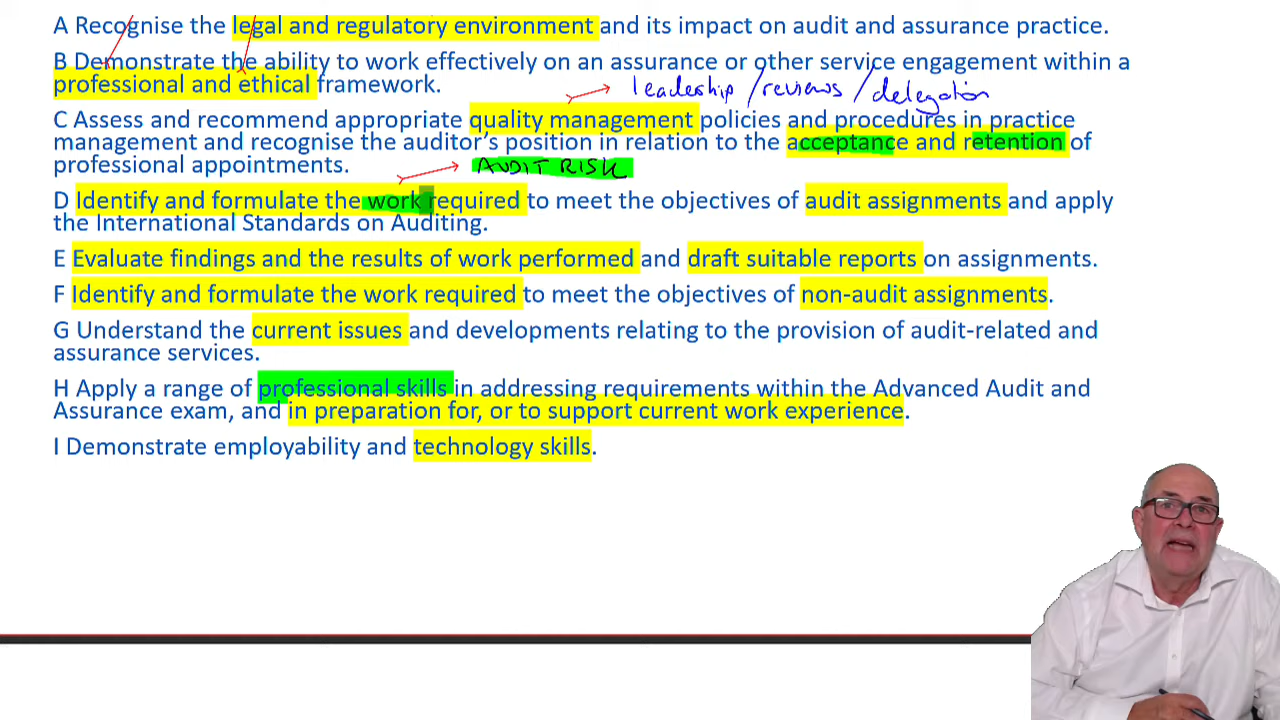 A Recognise the legal and regulatory environment and its impact on audit and assurance practice.
B Demonstrate the ability to work effectively on an assurance or other service engagement within a
professional and ethical framework.
leadership / reviews / delegation
C Assess and recommend appropriate quality management policies and procedures in practice
management and recognise the auditor's position in relation to the acceptance and retention of
professional appointments.
AUDIT RISK
D Identify and formulate the work required to meet the objectives of audit assignments and apply
the International Standards on Auditing.
E Evaluate findings and the results of work performed and draft suitable reports on assignments.
F Identify and formulate the work required to meet the objectives of non-audit assignments.
G Understand the current issues and developments relating to the provision of audit-related and
assurance services.
H Apply a range of professional skills in addressing requirements within the Advanced Audit and
Assurance exam, and in preparation for, or to support current work experience.
I Demonstrate employability and technology skills.